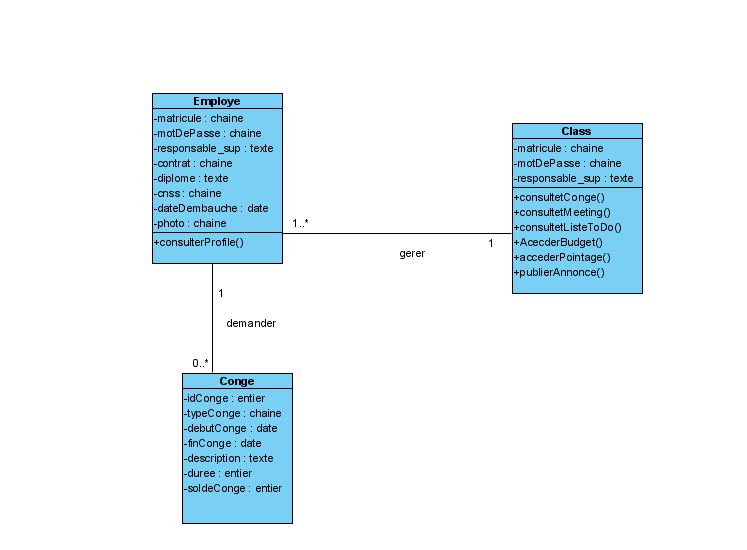 Employe
-matricule : chaine
-motDePasse : chaine
-responsable_sup : texte
-contrat : chaine
-diplome : texte
-cnss : chaine
-dateDembauche : date
-photo : chaine
+consulterProfile()
Class
-matricule : chaine
-motDePasse : chaine
-responsable_sup : texte
+consultetConge()
+consultetMeeting()
+consultetListeToDo()
+AcecderBudget()
+accederPointage()
+publierAnnonce()
1..*
1
gerer
1
demander
0..*
Conge
-idConge : entier
-typeConge : chaine
-debutConge : date
-finConge : date
-description : texte
-duree : entier
-soldeConge : entier